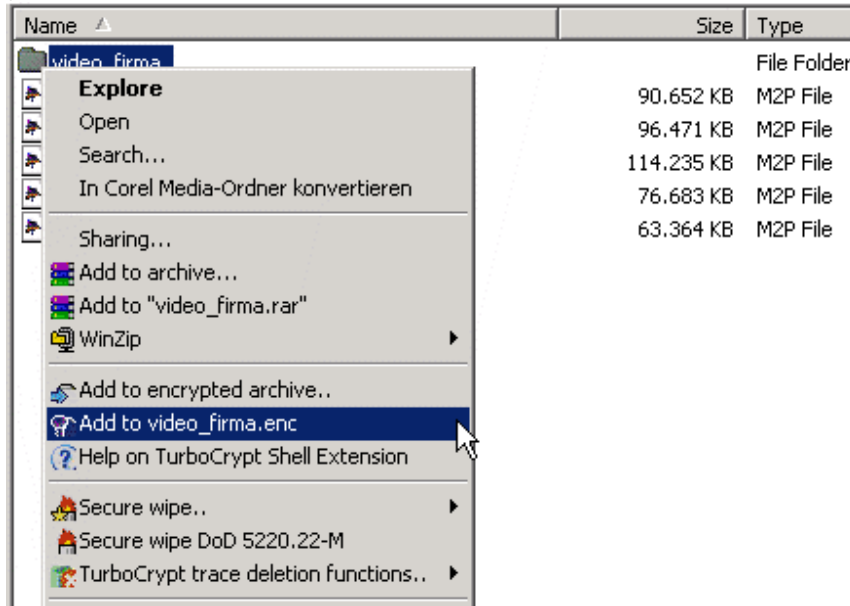 Name Size Type
video_firma File Folder
Explore 90.652 KB M2P File
Open 96.471 KB M2P File
Search... 114.235 KB M2P File
In Corel Media-Ordner konvertieren 76.683 KB M2P File
Sharing... 63.364 KB M2P File
Add to archive...
Add to "video_firma.rar"
WinZip
Add to encrypted archive..
Add to video_firma.enc
Help on TurboCrypt Shell Extension
Secure wipe..
Secure wipe DoD 5220.22-M
TurboCrypt trace deletion functions..